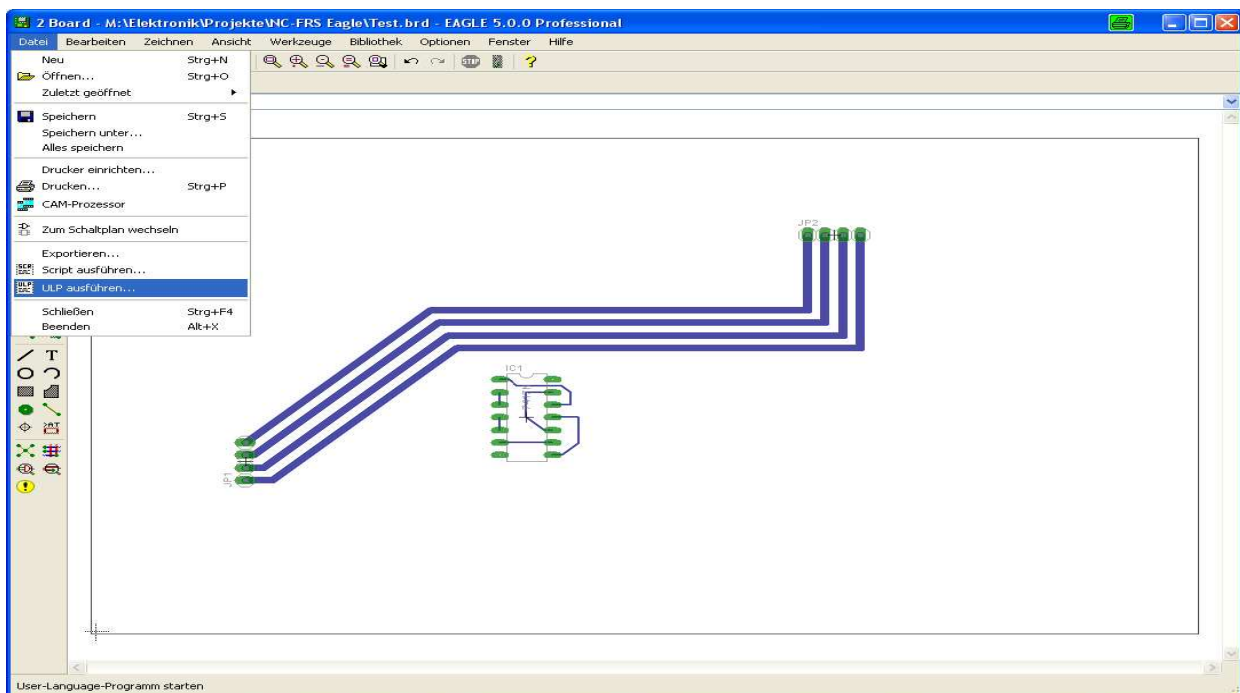 2 Board - M:\Elektronik\Projekte\NC-FRS Eagle\Test.brd - EAGLE 5.0.0 Professional
Datei Bearbeiten Zeichnen Ansicht Werkzeuge Bibliothek Optionen Fenster Hilfe
Neu Strg+N
Öffnen... Strg+O
Zuletzt geöffnet
Speichern Strg+S
Speichern unter...
Alles speichern
Drucker einrichten...
Drucken... Strg+P
CAM-Prozessor
Zum Schaltplan wechseln
Exportieren...
Script ausführen...
ULP ausführen...
Schließen Strg+F4
Beenden Alt+X
JP2
IC1
JP1
User-Language-Programm starten